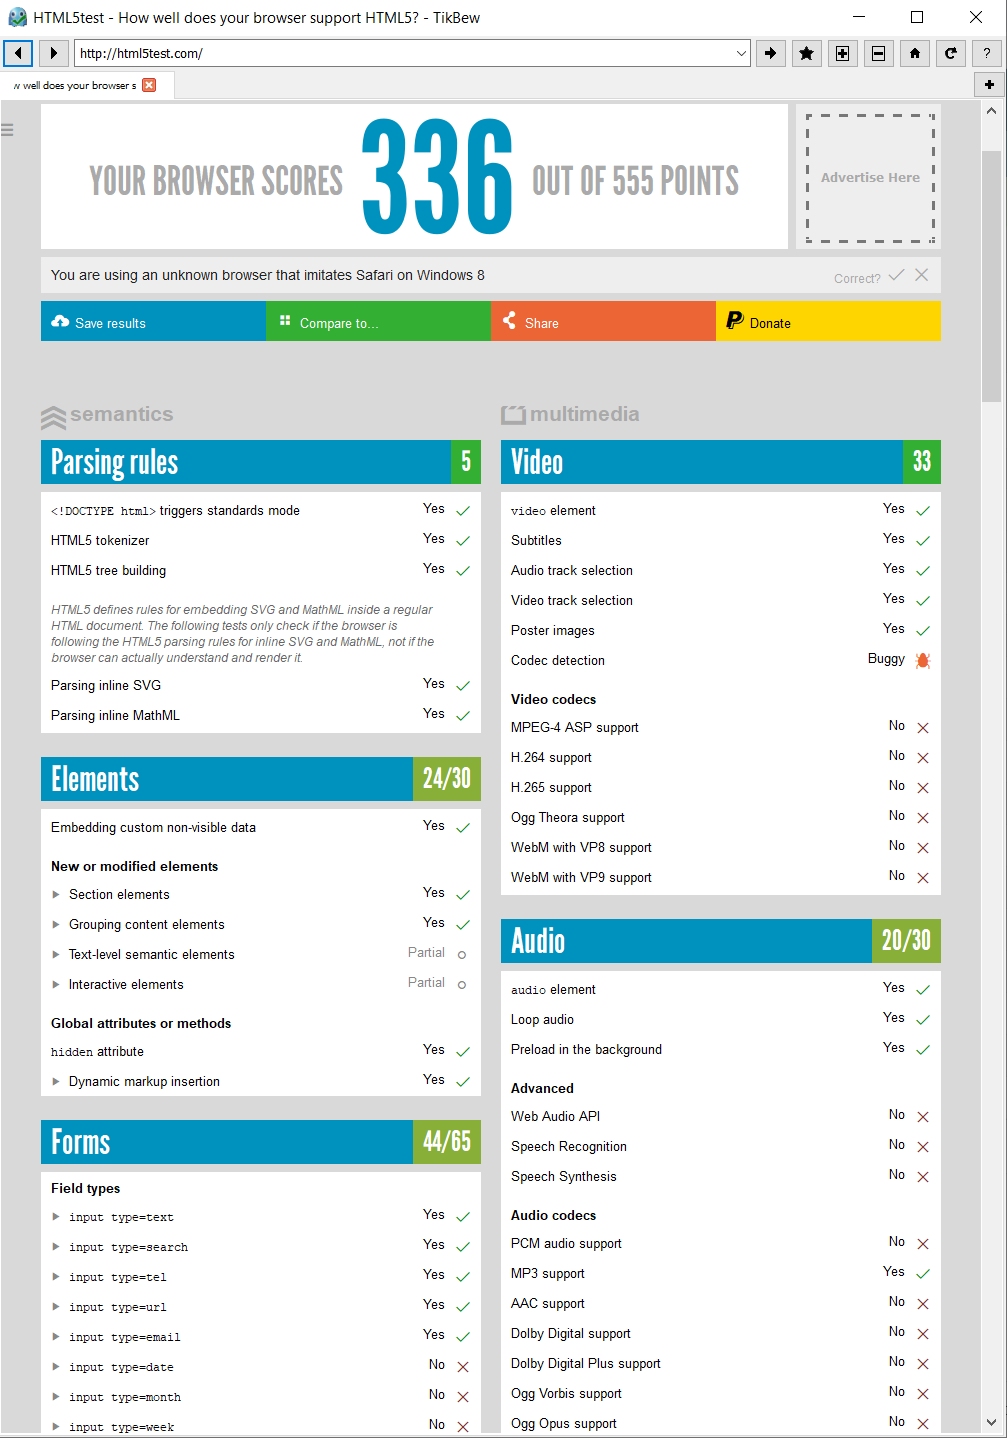 HTML5test - How well does your browser support HTML5? - TikBew
http://html5test.com/
w well does your browser s
YOUR BROWSER SCORES 336 OUT OF 555 POINTS
Advertise Here
You are using an unknown browser that imitates Safari on Windows 8
Correct?
Save results
Compare to...
Share
Donate
semantics
Parsing rules 5
<!DOCTYPE html> triggers standards mode Yes
HTML5 tokenizer Yes
HTML5 tree building Yes
HTML5 defines rules for embedding SVG and MathML inside a regular
HTML document. The following tests only check if the browser is
following the HTML5 parsing rules for inline SVG and MathML, not if the
browser can actually understand and render it.
Parsing inline SVG Yes
Parsing inline MathML Yes
Elements 24/30
Embedding custom non-visible data Yes
New or modified elements
Section elements Yes
Grouping content elements Yes
Text-level semantic elements Partial
Interactive elements Partial
Global attributes or methods
hidden attribute Yes
Dynamic markup insertion Yes
Forms 44/65
Field types
input type=text Yes
input type=search Yes
input type=tel Yes
input type=url Yes
input type=email Yes
input type=date No
input type=month No
input type=week No
multimedia
Video 33
video element Yes
Subtitles Yes
Audio track selection Yes
Video track selection Yes
Poster images Yes
Codec detection Buggy
Video codecs
MPEG-4 ASP support No
H.264 support No
H.265 support No
Ogg Theora support No
WebM with VP8 support No
WebM with VP9 support No
Audio 20/30
audio element Yes
Loop audio Yes
Preload in the background Yes
Advanced
Web Audio API No
Speech Recognition No
Speech Synthesis No
Audio codecs
PCM audio support No
MP3 support Yes
AAC support No
Dolby Digital support No
Dolby Digital Plus support No
Ogg Vorbis support No
Ogg Opus support No